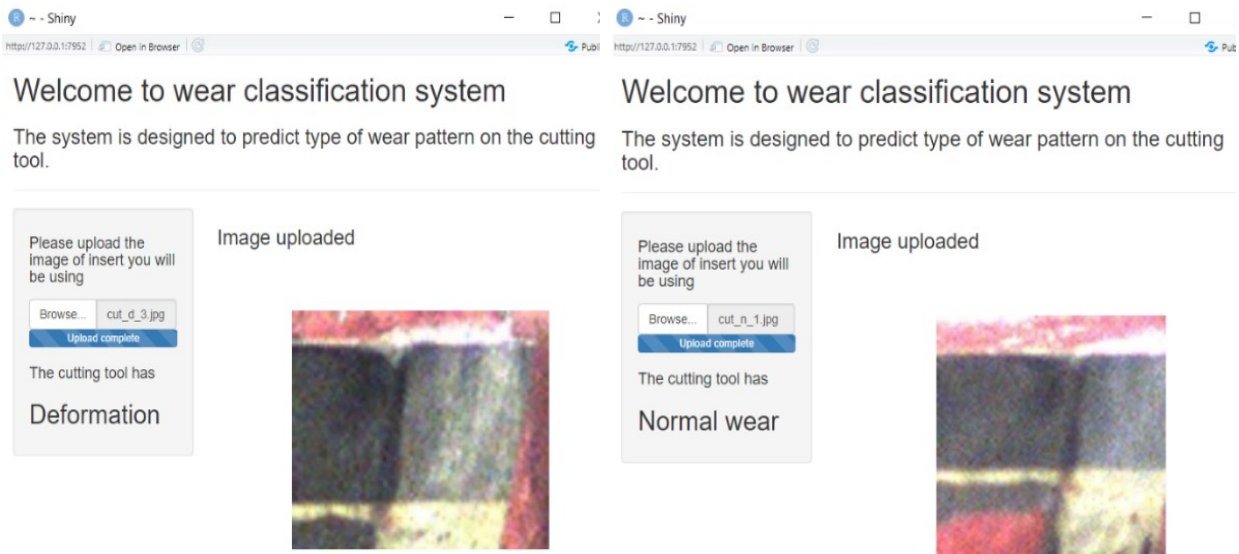 ~ - Shiny
http://127.0.0.1:7952 Open in Browser
Welcome to wear classification system
The system is designed to predict type of wear pattern on the cutting
tool.
Please upload the
image of insert you will
be using
Browse... cut_d_3.jpg
Upload complete
The cutting tool has
Deformation
Image uploaded
~ - Shiny
http://127.0.0.1:7952 Open in Browser
Welcome to wear classification system
The system is designed to predict type of wear pattern on the cutting
tool.
Please upload the
image of insert you will
be using
Browse... cut_n_1.jpg
Upload complete
The cutting tool has
Normal wear
Image uploaded